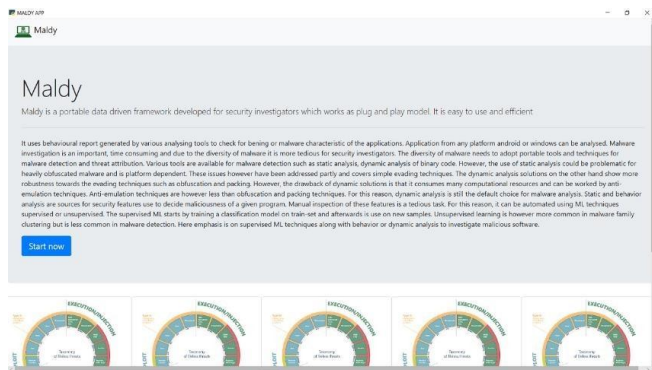 MALDY APP
Maldy
Maldy
Maldy is a portable data driven framework developed for security investigators which works as plug and play model. It is easy to use and efficient
It uses behavioural report generated by various analysing tools to check for bening or malware characteristic of the applications. Application from any platform android or windows can be analysed. Malware
investigation is an important, time consuming and due to the diversity of malware it is more tedious for security investigators. The diversity of malware needs to adopt portable tools and techniques for
malware detection and threat attribution. Various tools are available for malware detection such as static analysis, dynamic analysis of binary code. However, the use of static analysis could be problematic for
heavily obfuscated malware and is platform dependent. These issues however have been addressed partly and covers simple evading techniques. The dynamic analysis solutions on the other hand show more
robustness towards the evading techniques such as obfuscation and packing. However, the drawback of dynamic solutions is that it consumes many computational resources and can be worked by anti-
emulation techniques. Anti-emulation techniques are however less than obfuscation and packing techniques. For this reason, dynamic analysis is still the default choice for malware analysis. Static and behavior
analysis are sources for security features use to decide maliciousness of a given program. Manual inspection of these features is a tedious task. For this reason, it can be automated using ML techniques
supervised or unsupervised. The supervised ML starts by training a classification model on train-set and afterwards is use on new samples. Unsupervised learning is however more common in malware family
clustering but is less common in malware detection. Here emphasis is on supervised ML techniques along with behavior or dynamic analysis to investigate malicious software.
Start now
EXECUTION/INJECTION
EXECUTION/INJECTION
EXECUTION/INJECTION
EXECUTION/INJECTION
EXECUTION/INJECTION